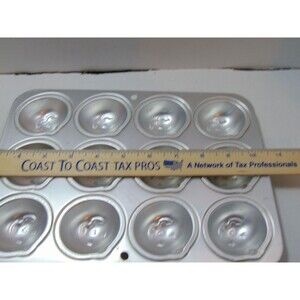 COAST TO COAST TAX PROS A Network of Tax Professionals